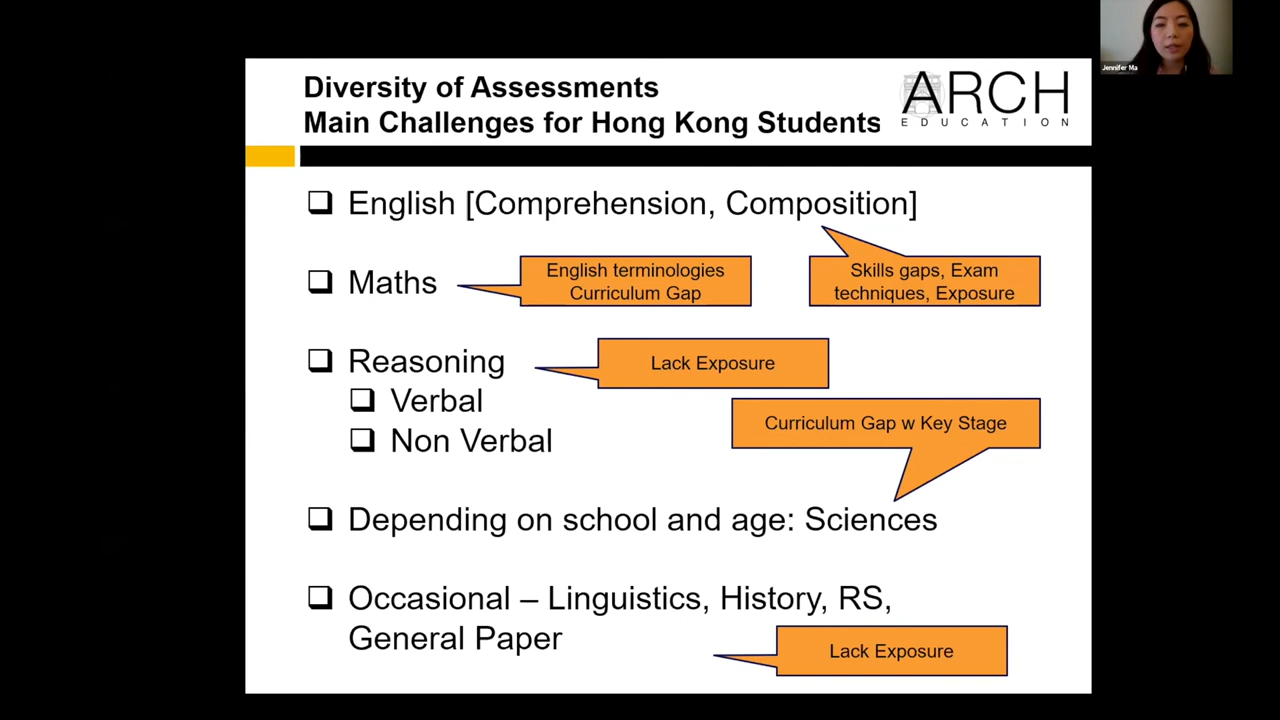 Jennifer Ma
Diversity of Assessments
Main Challenges for Hong Kong Students
ARCH
EDUCATION
English [Comprehension, Composition]
Skills gaps, Exam
techniques, Exposure
Maths
English terminologies
Curriculum Gap
Reasoning
Lack Exposure
Verbal
Non Verbal
Curriculum Gap w Key Stage
Depending on school and age: Sciences
Occasional – Linguistics, History, RS,
General Paper
Lack Exposure